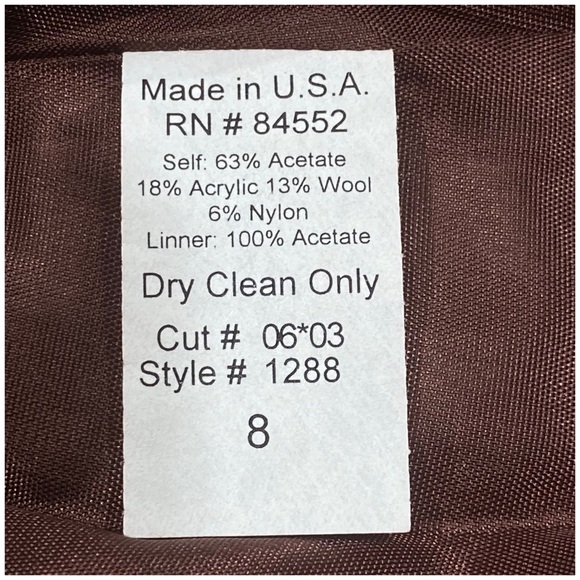 Made in U.S.A.
RN # 84552
Self: 63% Acetate
18% Acrylic 13% Wool
6% Nylon
Linner: 100% Acetate
Dry Clean Only
Cut # 06*03
Style # 1288
8